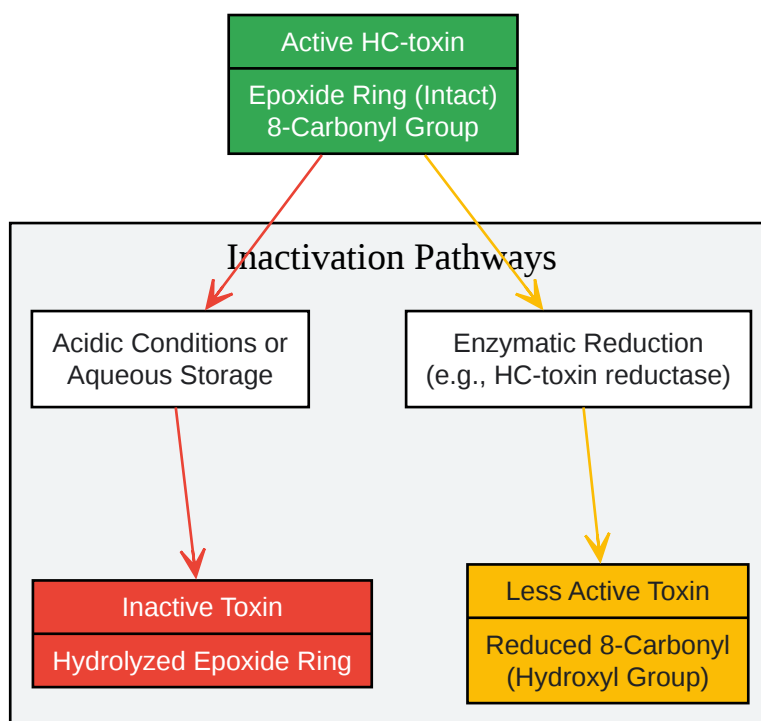 Active HC-toxin
Epoxide Ring (Intact)
8-Carbonyl Group
Inactivation Pathways
Acidic Conditions or
Aqueous Storage
Enzymatic Reduction
(e.g., HC-toxin reductase)
Inactive Toxin
Hydrolyzed Epoxide Ring
Less Active Toxin
Reduced 8-Carbonyl
(Hydroxyl Group)